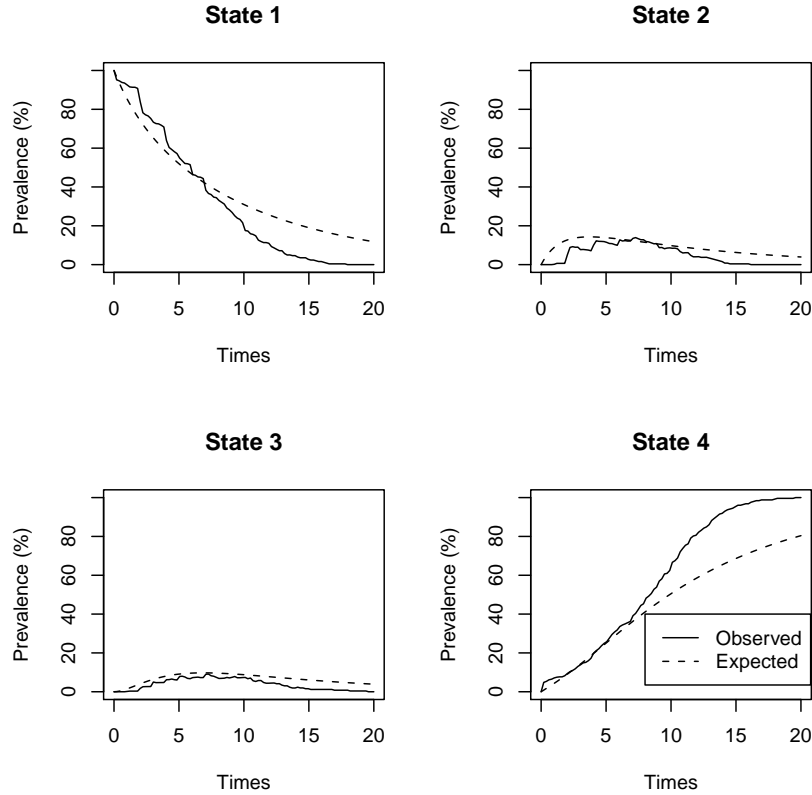 State 1
State 2
Prevalence (%)
0 20 40 60 80
0 5 10 15 20
Times
Prevalence (%)
0 20 40 60 80
0 5 10 15 20
Times
State 3
State 4
Prevalence (%)
0 20 40 60 80
0 5 10 15 20
Times
Prevalence (%)
0 20 40 60 80
0 5 10 15 20
Times
Observed
Expected